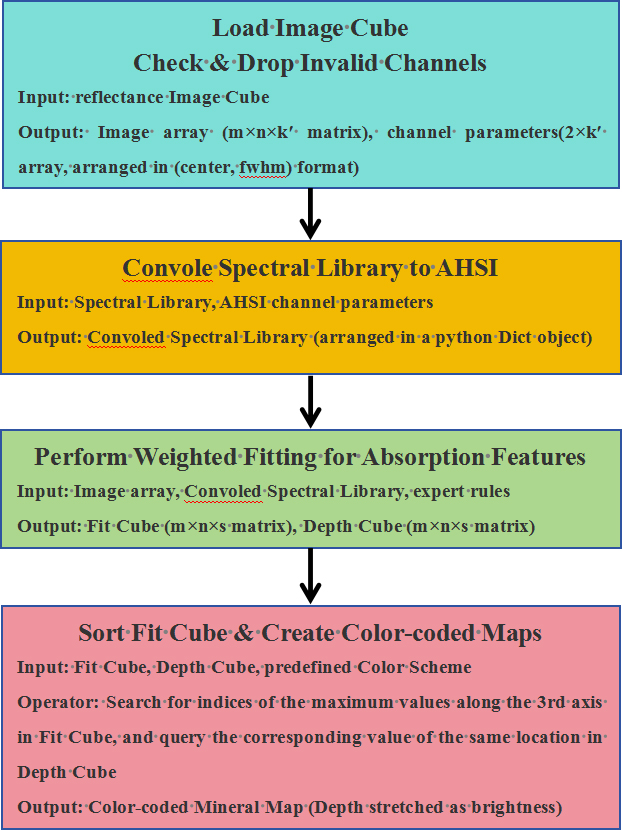 Load Image Cube
Check & Drop Invalid Channels
Input: reflectance Image Cube
Output: Image array (m×n×k′ matrix), channel parameters(2×k′
array, arranged in (center, fwhm) format)
Convole Spectral Library to AHSI
Input: Spectral Library, AHSI channel parameters
Output: Convoled Spectral Library (arranged in a python Dict object)
Perform Weighted Fitting for Absorption Features
Input: Image array, Convoled Spectral Library, expert rules
Output: Fit Cube (m×n×s matrix), Depth Cube (m×n×s matrix)
Sort Fit Cube & Create Color-coded Maps
Input: Fit Cube, Depth Cube, predefined Color Scheme
Operator: Search for indices of the maximum values along the 3rd axis
in Fit Cube, and query the corresponding value of the same location in
Depth Cube
Output: Color-coded Mineral Map (Depth stretched as brightness)